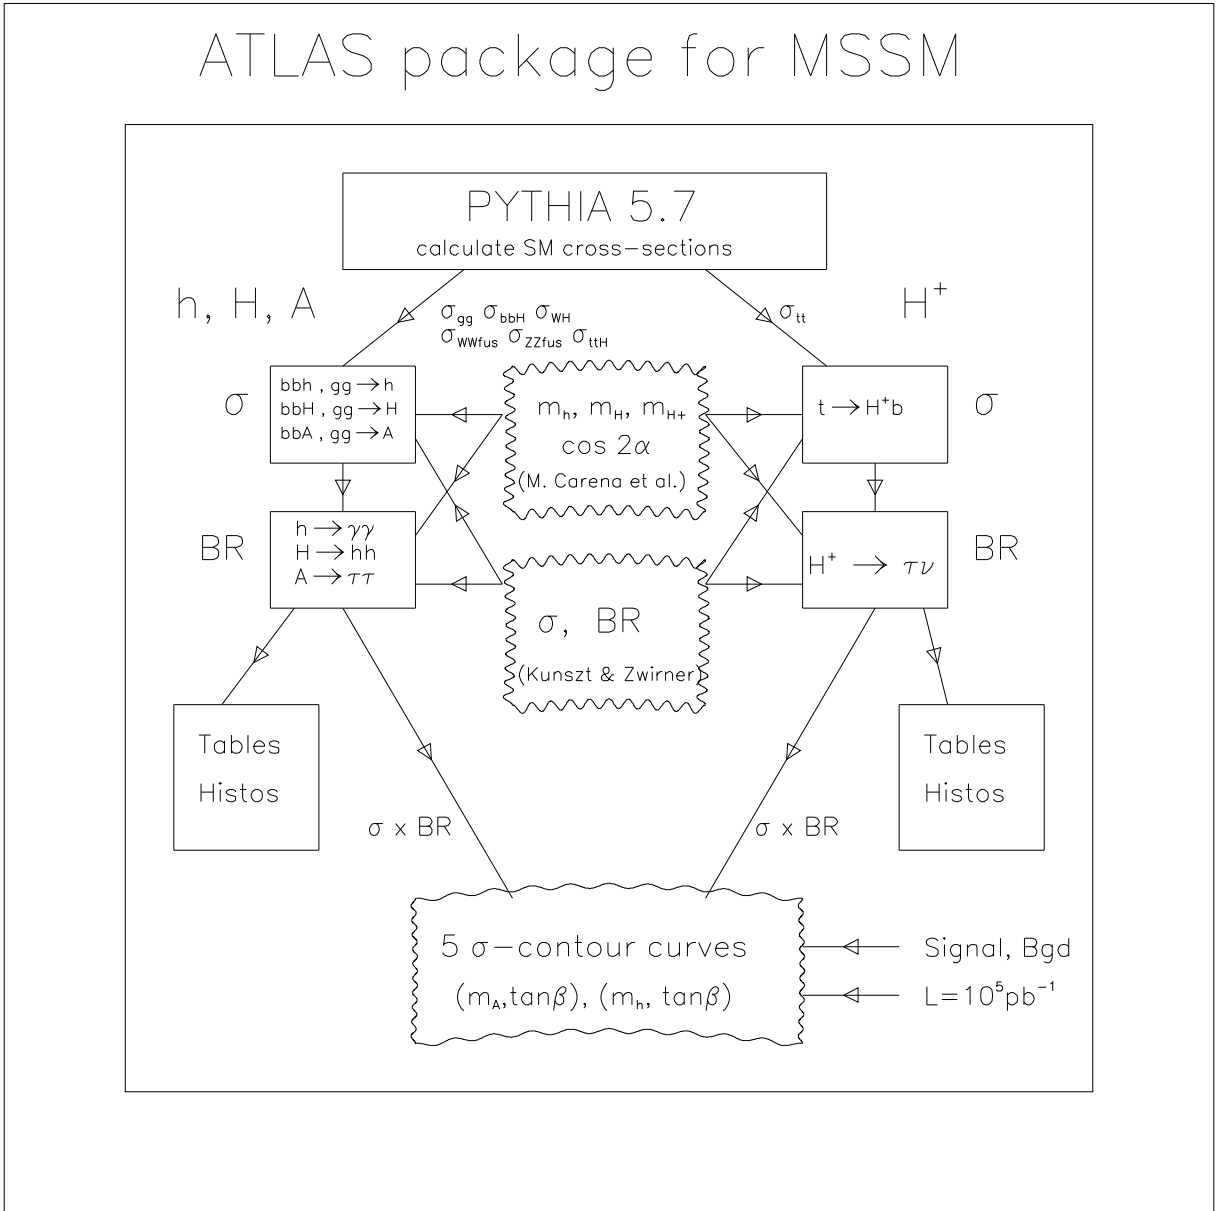 ATLAS package for MSSM
PYTHIA 5.7
calculate SM cross-sections
h, H, A
H⁺
σgg σbbH σWH
σWWfus σZZfus σttH
σtt
σ
bbh , gg → h
bbH , gg → H
bbA , gg → A
mh, mH, mH+
cos 2α
(M. Carena et al.)
t → H⁺b
σ
BR
h → γγ
H → hh
A → ττ
σ, BR
(Kunszt & Zwirner)
H⁺ → τν
BR
Tables
Histos
Tables
Histos
σ x BR
σ x BR
5 σ-contour curves
(mA,tanβ), (mh, tanβ)
Signal, Bgd
L=10⁵pb⁻¹